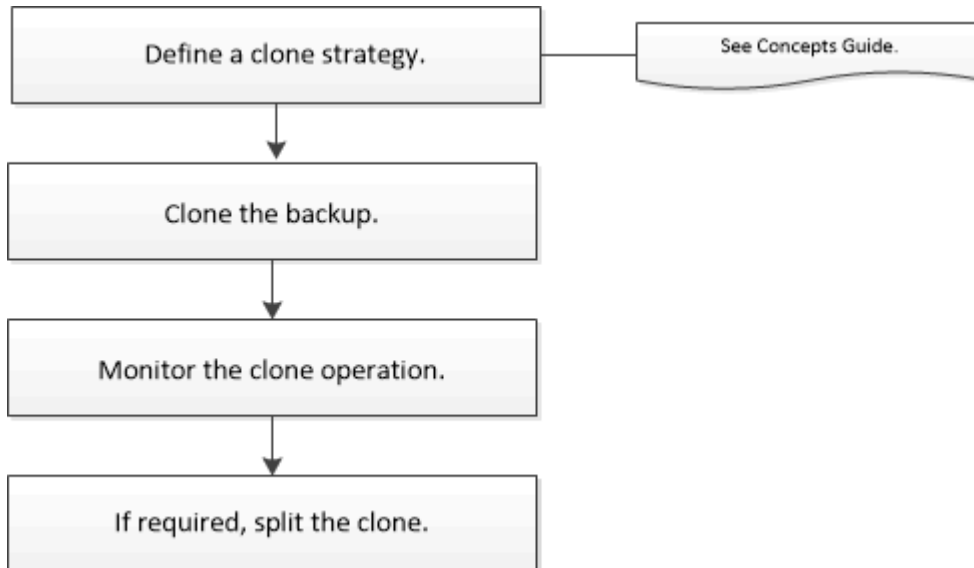 Define a clone strategy.
See Concepts Guide.
Clone the backup.
Monitor the clone operation.
If required, split the clone.